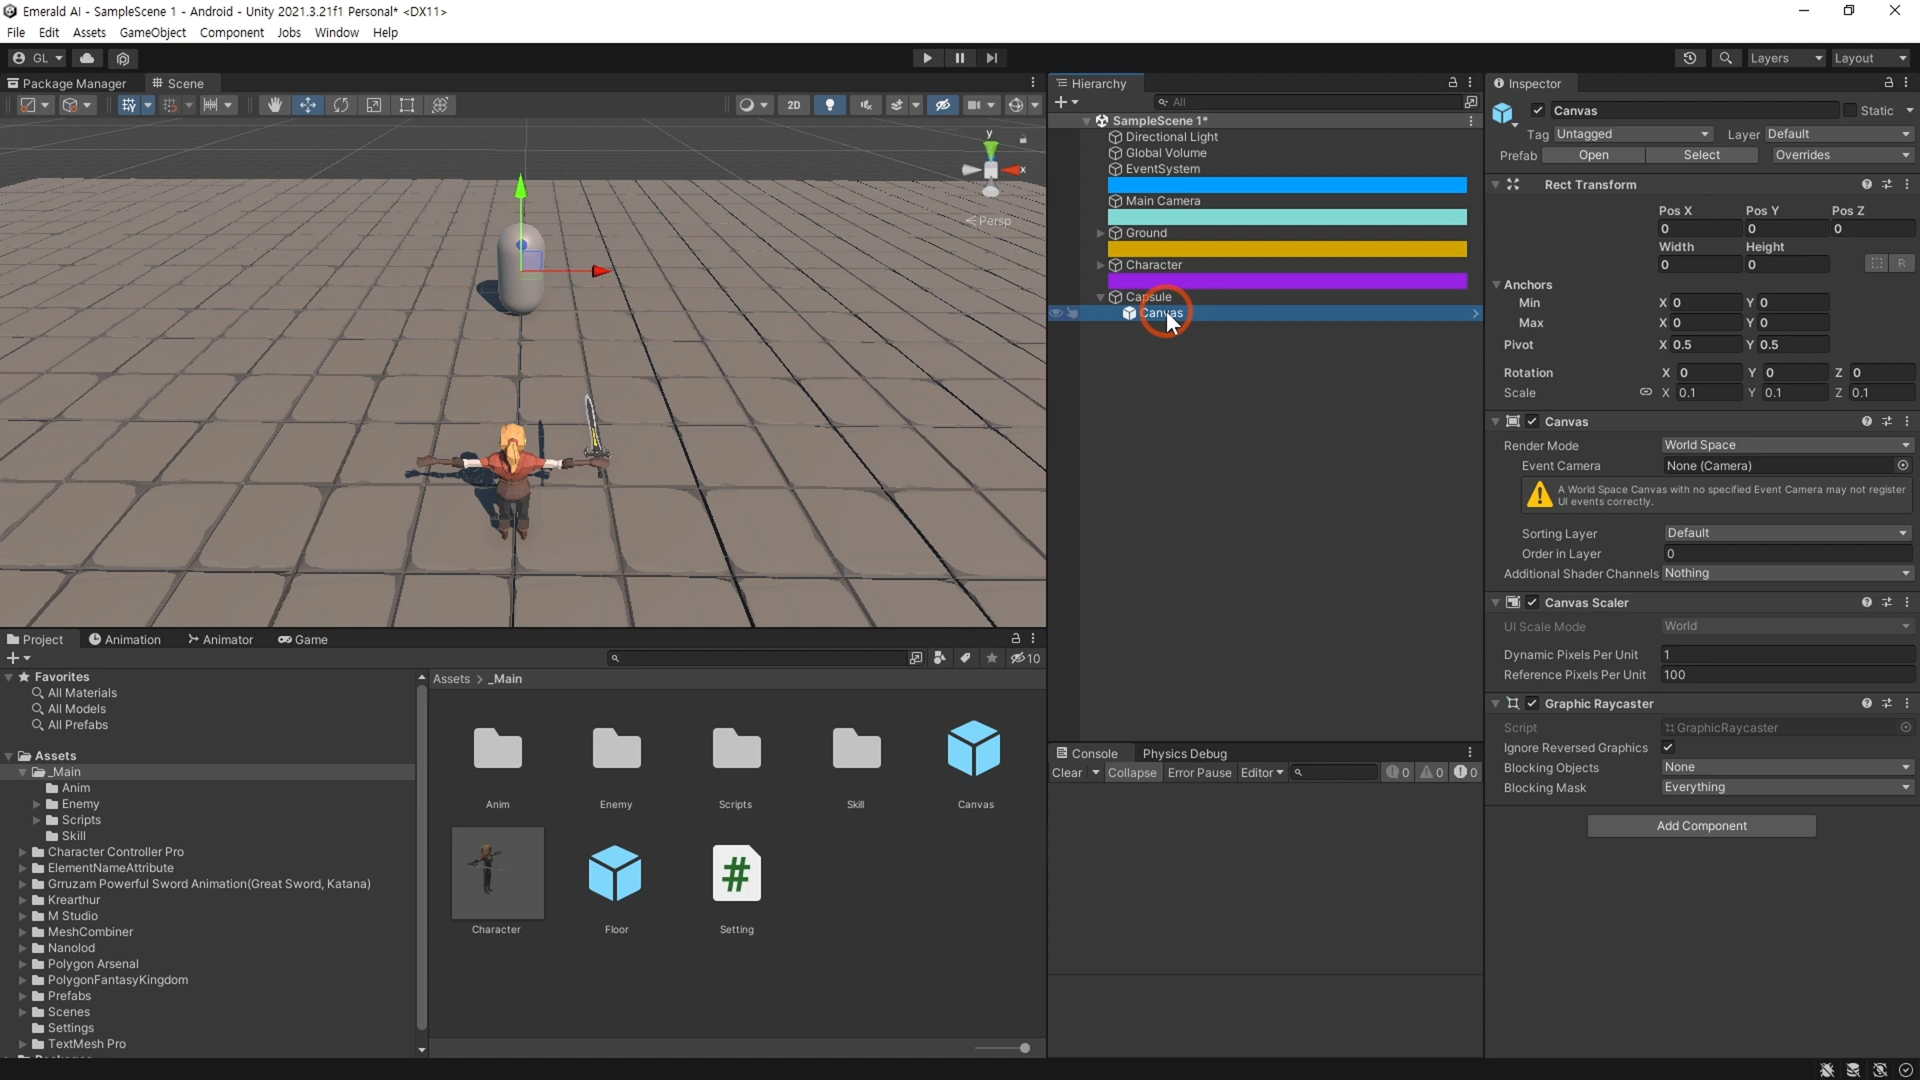 Emerald AI - SampleScene 1 - Android - Unity 2021.3.21f1 Personal* <DX11>
File Edit Assets GameObject Component Jobs Window Help
GL
Layers
Layout
Package Manager
Scene
2D
y
x
Persp
Hierarchy
All
SampleScene 1*
Directional Light
Global Volume
EventSystem
Main Camera
Ground
Character
Capsule
Canvas
Inspector
Canvas
Static
Tag Untagged
Layer Default
Prefab Open Select Overrides
Rect Transform
Pos X Pos Y Pos Z
0 0 0
Width Height
0 0
R
Anchors
Min X 0 Y 0
Max X 0 Y 0
Pivot X 0.5 Y 0.5
Rotation X 0 Y 0 Z 0
Scale X 0.1 Y 0.1 Z 0.1
Canvas
Render Mode World Space
Event Camera None (Camera)
A World Space Canvas with no specified Event Camera may not register
UI events correctly.
Sorting Layer Default
Order in Layer 0
Additional Shader Channels Nothing
Canvas Scaler
UI Scale Mode World
Dynamic Pixels Per Unit 1
Reference Pixels Per Unit 100
Graphic Raycaster
Script GraphicRaycaster
Ignore Reversed Graphics
Blocking Objects None
Blocking Mask Everything
Add Component
Project Animation Animator Game
10
Favorites
All Materials
All Models
All Prefabs
Assets
_Main
Anim
Enemy
Scripts
Skill
Character Controller Pro
ElementNameAttribute
Grruzam Powerful Sword Animation(Great Sword, Katana)
Krearthur
M Studio
MeshCombiner
Nanolod
Polygon Arsenal
PolygonFantasyKingdom
Prefabs
Scenes
Settings
TextMesh Pro
Assets > _Main
Anim
Enemy
Scripts
Skill
Canvas
Character
Floor
#
Setting
Console Physics Debug
Clear Collapse Error Pause Editor
0 0 0